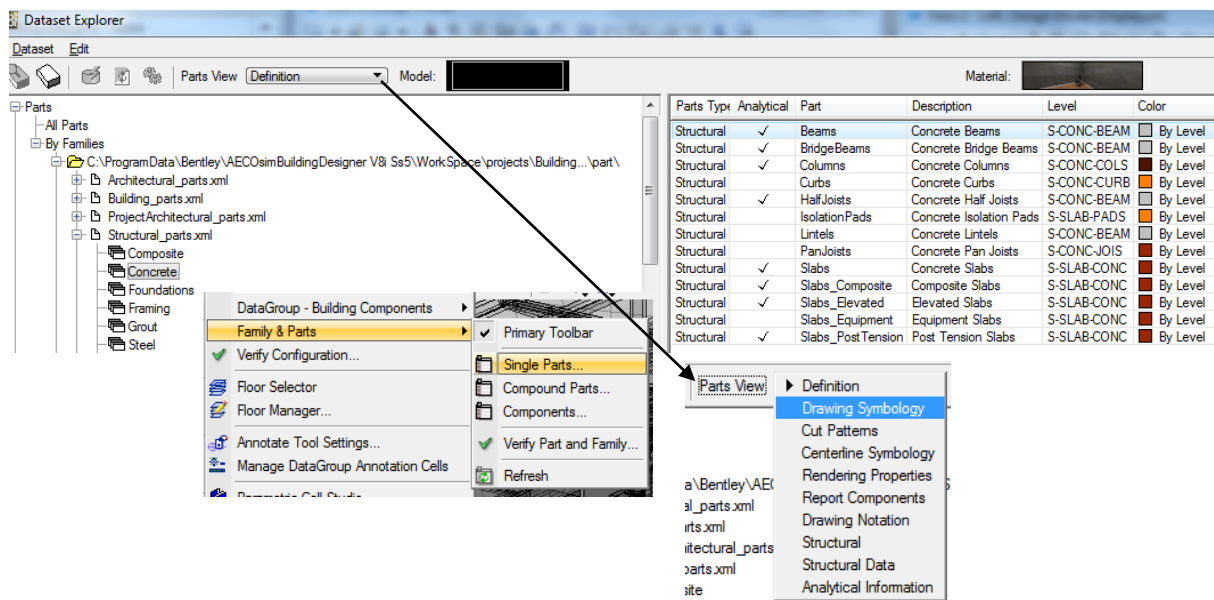 Dataset Explorer
Dataset Edit
Parts View Definition Model: Material:
Parts
All Parts
By Families
C:\ProgramData\Bentley\AECOsimBuildingDesigner V8i Ss5\WorkSpace\projects\Building...\part\
Architectural_parts.xml
Building_parts.xml
ProjectArchitectural_parts.xml
Structural_parts.xml
Composite
Concrete
Foundations
Framing
Grout
Steel
Parts Type Analytical Part Description Level Color
Structural ✓ Beams Concrete Beams S-CONC-BEAM By Level
Structural ✓ BridgeBeams Concrete Bridge Beams S-CONC-BEAM By Level
Structural ✓ Columns Concrete Columns S-CONC-COLS By Level
Structural Curbs Concrete Curbs S-CONC-CURB By Level
Structural ✓ HalfJoists Concrete Half Joists S-CONC-BEAM By Level
Structural IsolationPads Concrete Isolation Pads S-SLAB-PADS By Level
Structural Lintels Concrete Lintels S-CONC-BEAM By Level
Structural PanJoists Concrete Pan Joists S-CONC-JOIS By Level
Structural ✓ Slabs Concrete Slabs S-SLAB-CONC By Level
Structural ✓ Slabs_Composite Composite Slabs S-SLAB-CONC By Level
Structural ✓ Slabs_Elevated Elevated Slabs S-SLAB-CONC By Level
Structural Slabs_Equipment Equipment Slabs S-SLAB-CONC By Level
Structural ✓ Slabs_PostTension Post Tension Slabs S-SLAB-CONC By Level
DataGroup - Building Components
Family & Parts
Verify Configuration...
Floor Selector
Floor Manager...
Annotate Tool Settings...
Manage DataGroup Annotation Cells
Parametric Cell Studio
Primary Toolbar
Single Parts...
Compound Parts...
Components...
Verify Part and Family...
Refresh
Parts View
Definition
Drawing Symbology
Cut Patterns
Centerline Symbology
Rendering Properties
Report Components
Drawing Notation
Structural
Structural Data
Analytical Information
a\Bentley\AE
al_parts.xml
arts.xml
itectural_parts
parts.xml
site